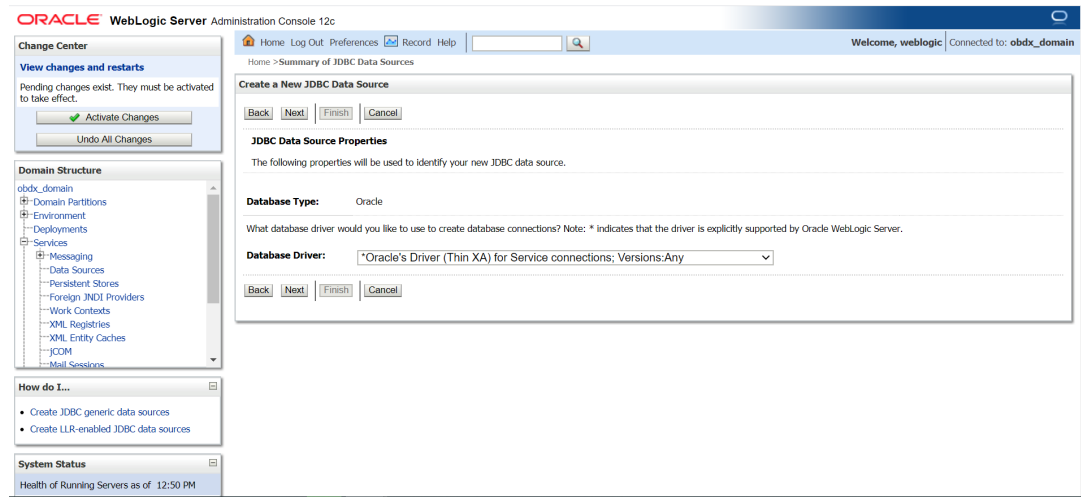 ORACLE WebLogic Server Administration Console 12c
Change Center
View changes and restarts
Pending changes exist. They must be activated
to take effect.
Activate Changes
Undo All Changes
Domain Structure
obdx_domain
Domain Partitions
Environment
Deployments
Services
Messaging
Data Sources
Persistent Stores
Foreign JNDI Providers
Work Contexts
XML Registries
XML Entity Caches
jCOM
Mail Sessions
How do I...
Create JDBC generic data sources
Create LLR-enabled JDBC data sources
System Status
Health of Running Servers as of 12:50 PM
Home Log Out Preferences Record Help
Welcome, weblogic Connected to: obdx_domain
Home >Summary of JDBC Data Sources
Create a New JDBC Data Source
Back Next Finish Cancel
JDBC Data Source Properties
The following properties will be used to identify your new JDBC data source.
Database Type: Oracle
What database driver would you like to use to create database connections? Note: * indicates that the driver is explicitly supported by Oracle WebLogic Server.
Database Driver: *Oracle's Driver (Thin XA) for Service connections; Versions:Any
Back Next Finish Cancel